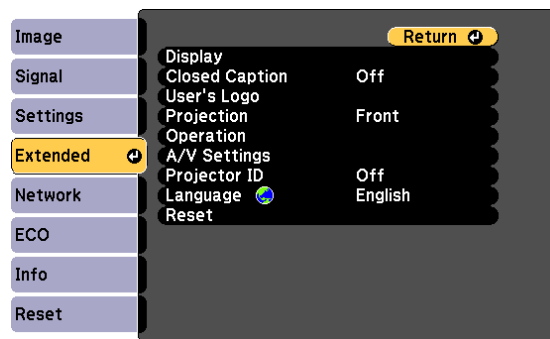 Image
Signal
Settings
Extended
Network
ECO
Info
Reset
Return
Display
Closed Caption Off
User's Logo
Projection Front
Operation
A/V Settings
Projector ID Off
Language English
Reset